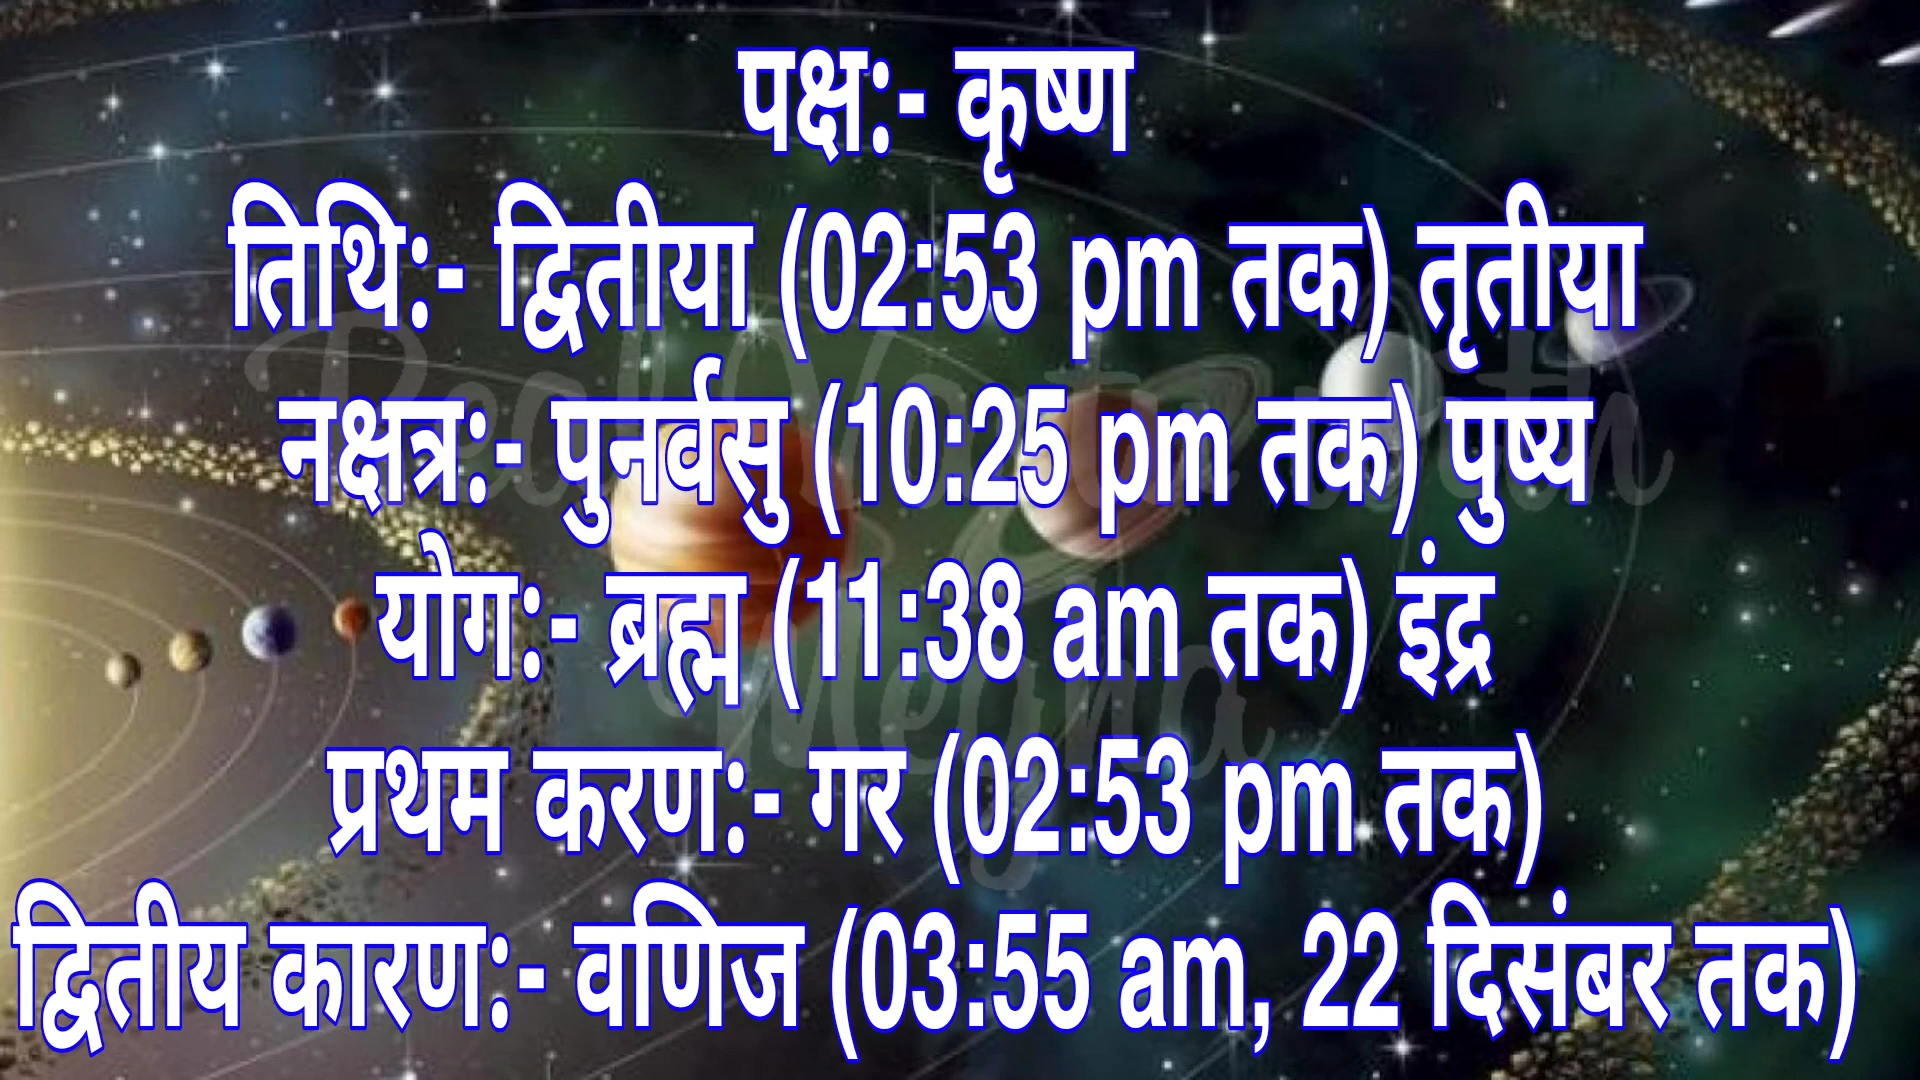 पक्ष:- कृष्ण
तिथि:- द्वितीया (02:53 pm तक) तृतीया
नक्षत्र:- पुनर्वसु (10:25 pm तक) पुष्य
योग:- ब्रह्म (11:38 am तक) इंद्र
प्रथम करण:- गर (02:53 pm तक)
द्वितीय कारण:- वणिज (03:55 am, 22 दिसंबर तक)